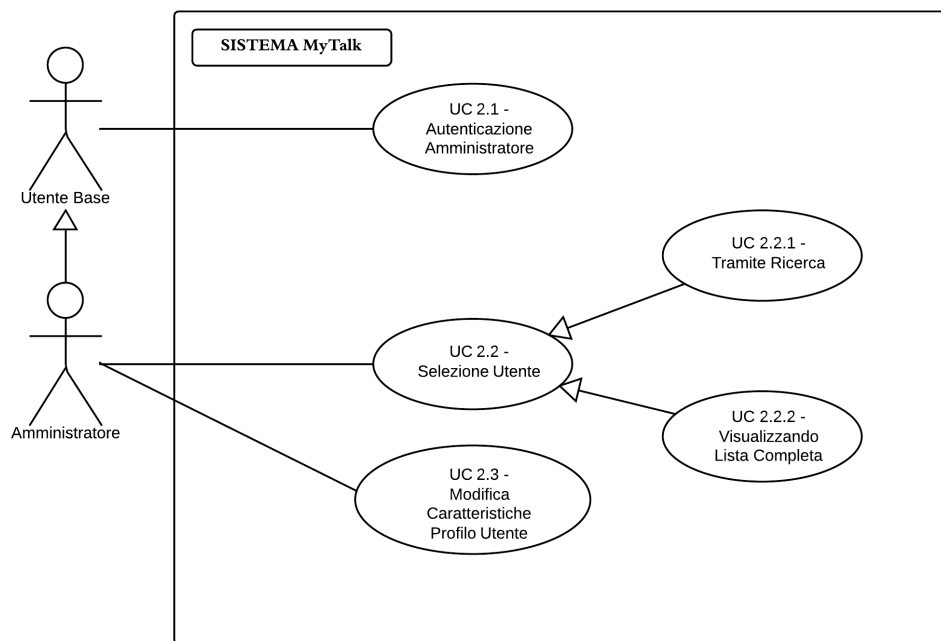 SISTEMA MyTalk
UC 2.1 -
Autenticazione
Amministratore
Utente Base
UC 2.2.1 -
Tramite Ricerca
UC 2.2 -
Selezione Utente
UC 2.2.2 -
Visualizzando
Lista Completa
Amministratore
UC 2.3 -
Modifica
Caratteristiche
Profilo Utente